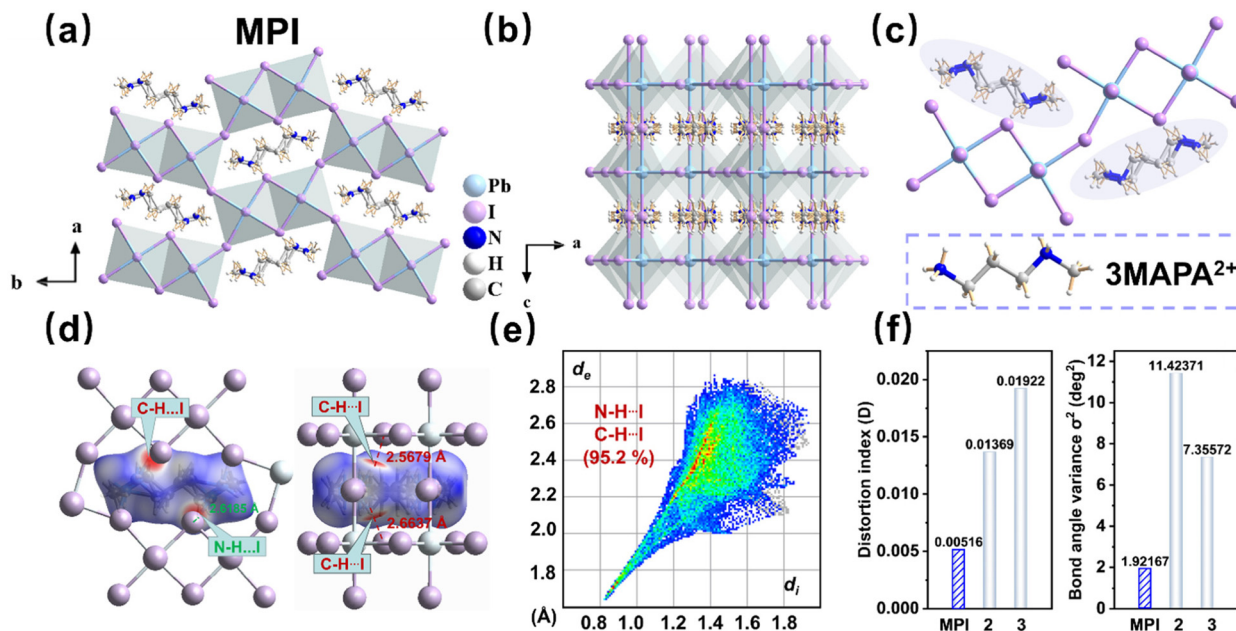 (a)
MPI
a
b
Pb
I
N
H
C
(b)
a
c
(c)
3MAPA²⁺
(d)
C-H...I
N-H...I
C-H···I
2.5679 Å
2.6637 Å
C-H···I
(e)
dₑ
N-H···I
C-H···I
(95.2 %)
dᵢ
2.8
2.6
2.4
2.2
2.0
1.8
(Å)
0.8 1.0 1.2 1.4 1.6 1.8
(f)
Distortion index (D)
0.020
0.015
0.010
0.005
0.000
0.00516
0.01369
0.01922
MPI 2 3
Bond angle variance σ² (deg²)
12
10
8
6
4
2
0
1.92167
11.42371
7.35572
MPI 2 3